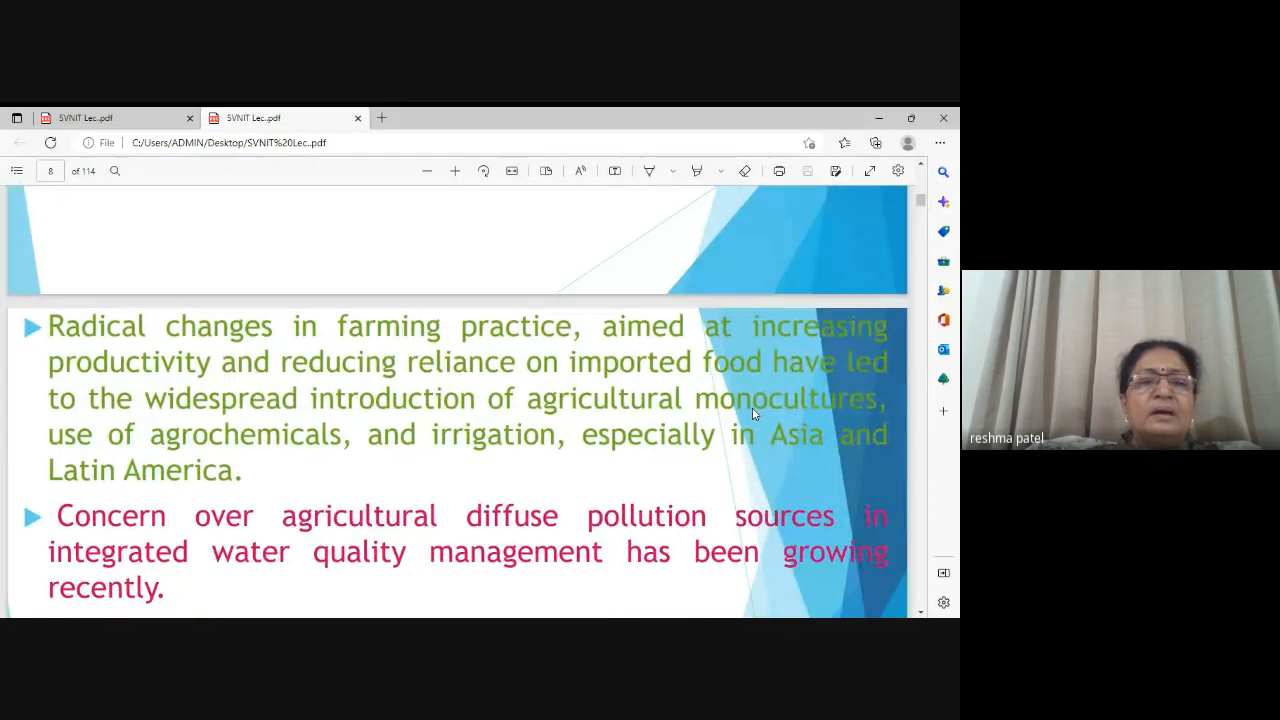 SVNIT Lec..pdf
SVNIT Lec..pdf
File C:/Users/ADMIN/Desktop/SVNIT%20Lec..pdf
8 of 114
Radical changes in farming practice, aimed at increasing
productivity and reducing reliance on imported food have led
to the widespread introduction of agricultural monocultures,
use of agrochemicals, and irrigation, especially in Asia and
Latin America.
Concern over agricultural diffuse pollution sources in
integrated water quality management has been growing
recently.
reshma patel